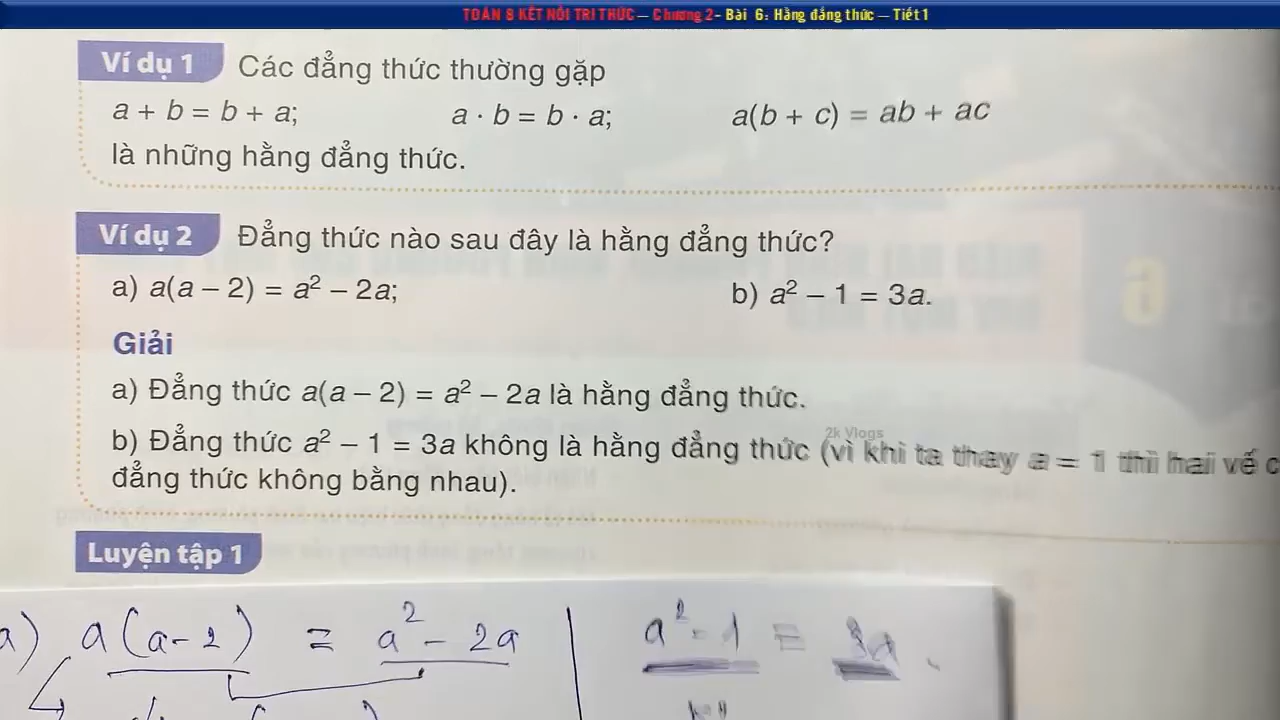 TOÁN 8 KẾT NỐI TRI THỨC – Chương 2- Bài 6: Hằng đẳng thức – Tiết 1
Ví dụ 1 Các đẳng thức thường gặp
a + b = b + a; a · b = b · a; a(b + c) = ab + ac
là những hằng đẳng thức.
Ví dụ 2 Đẳng thức nào sau đây là hằng đẳng thức?
a) a(a – 2) = a² – 2a; b) a² – 1 = 3a.
Giải
a) Đẳng thức a(a – 2) = a² – 2a là hằng đẳng thức.
2k Vlogs
b) Đẳng thức a² – 1 = 3a không là hằng đẳng thức (vì khi ta thay a = 1 thì hai vế
đẳng thức không bằng nhau).
Luyện tập 1
a) a(a-2) = a² - 2a | a² - 1 = 3a.